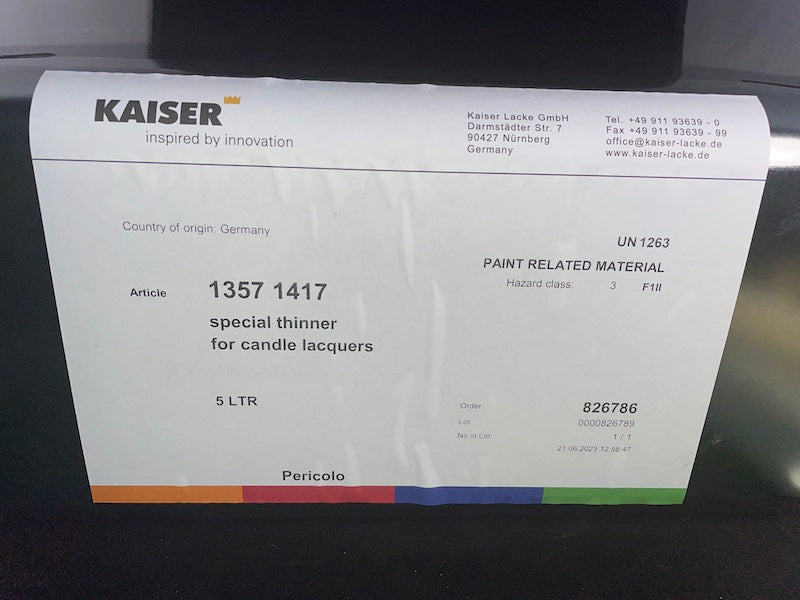 KAISER
inspired by innovation
Kaiser Lacke GmbH
Darmstädter Str. 7
90427 Nürnberg
Germany
Tel. +49 911 93639 - 0
Fax +49 911 93639 - 99
office@kaiser-lacke.de
www.kaiser-lacke.de
Country of origin: Germany
UN 1263
PAINT RELATED MATERIAL
Hazard class: 3 F1II
Article 1357 1417
special thinner
for candle lacquers
5 LTR
Order 826786
Lot 0000826789
No in Lot 1 / 1
21.06.2023 12:58:47
Pericolo